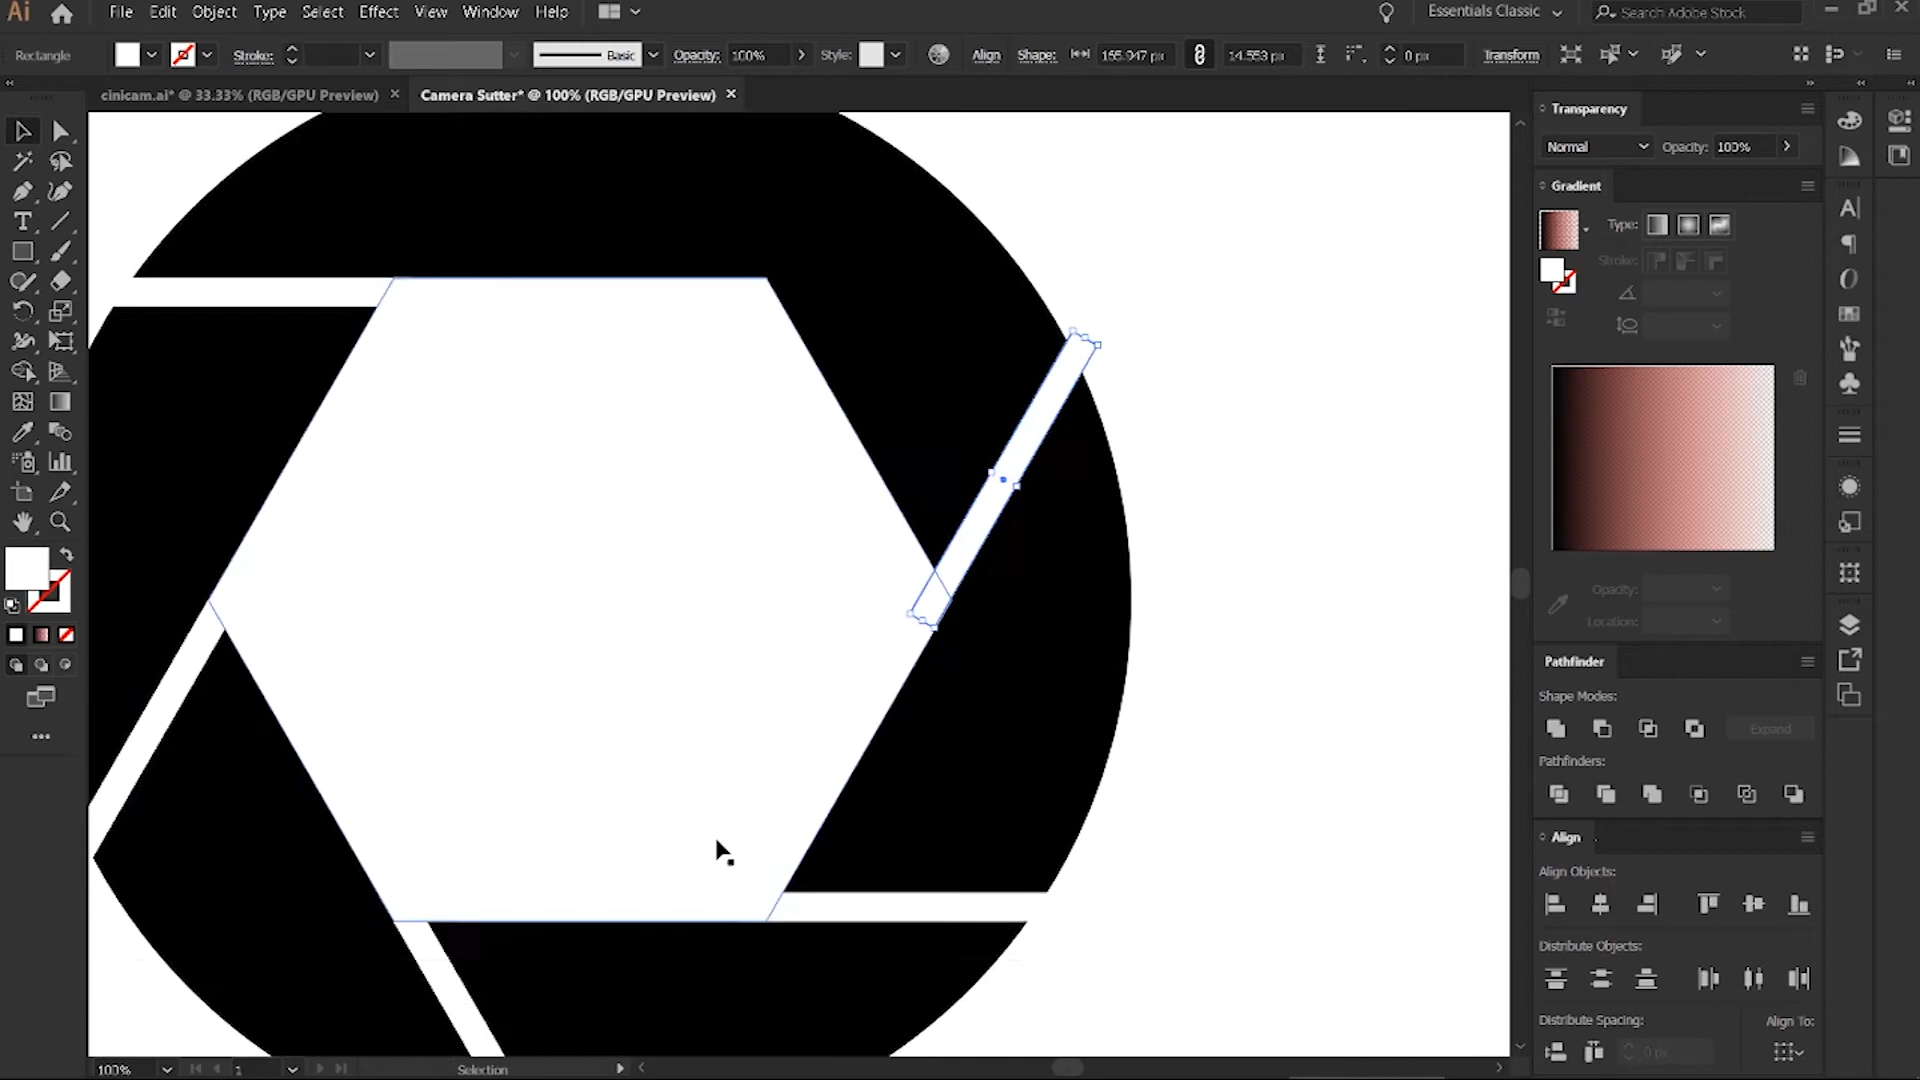 Ai File Edit Object Type Select Effect View Window Help Essentials Classic Search Adobe Stock
Rectangle Stroke: Basic Opacity: 100% Style: Align Shape: 155.947 px 14.553 px 0 px Transform
cinicam.ai* @ 33.33% (RGB/GPU Preview) × Camera Sutter* @ 100% (RGB/GPU Preview) ×
Transparency
Normal Opacity: 100%
Gradient
Type:
Stroke:
Opacity:
Location:
Pathfinder
Shape Modes:
Expand
Pathfinders:
Align
Align Objects:
Distribute Objects:
Distribute Spacing: Align To:
0 px
100% 1 Selection